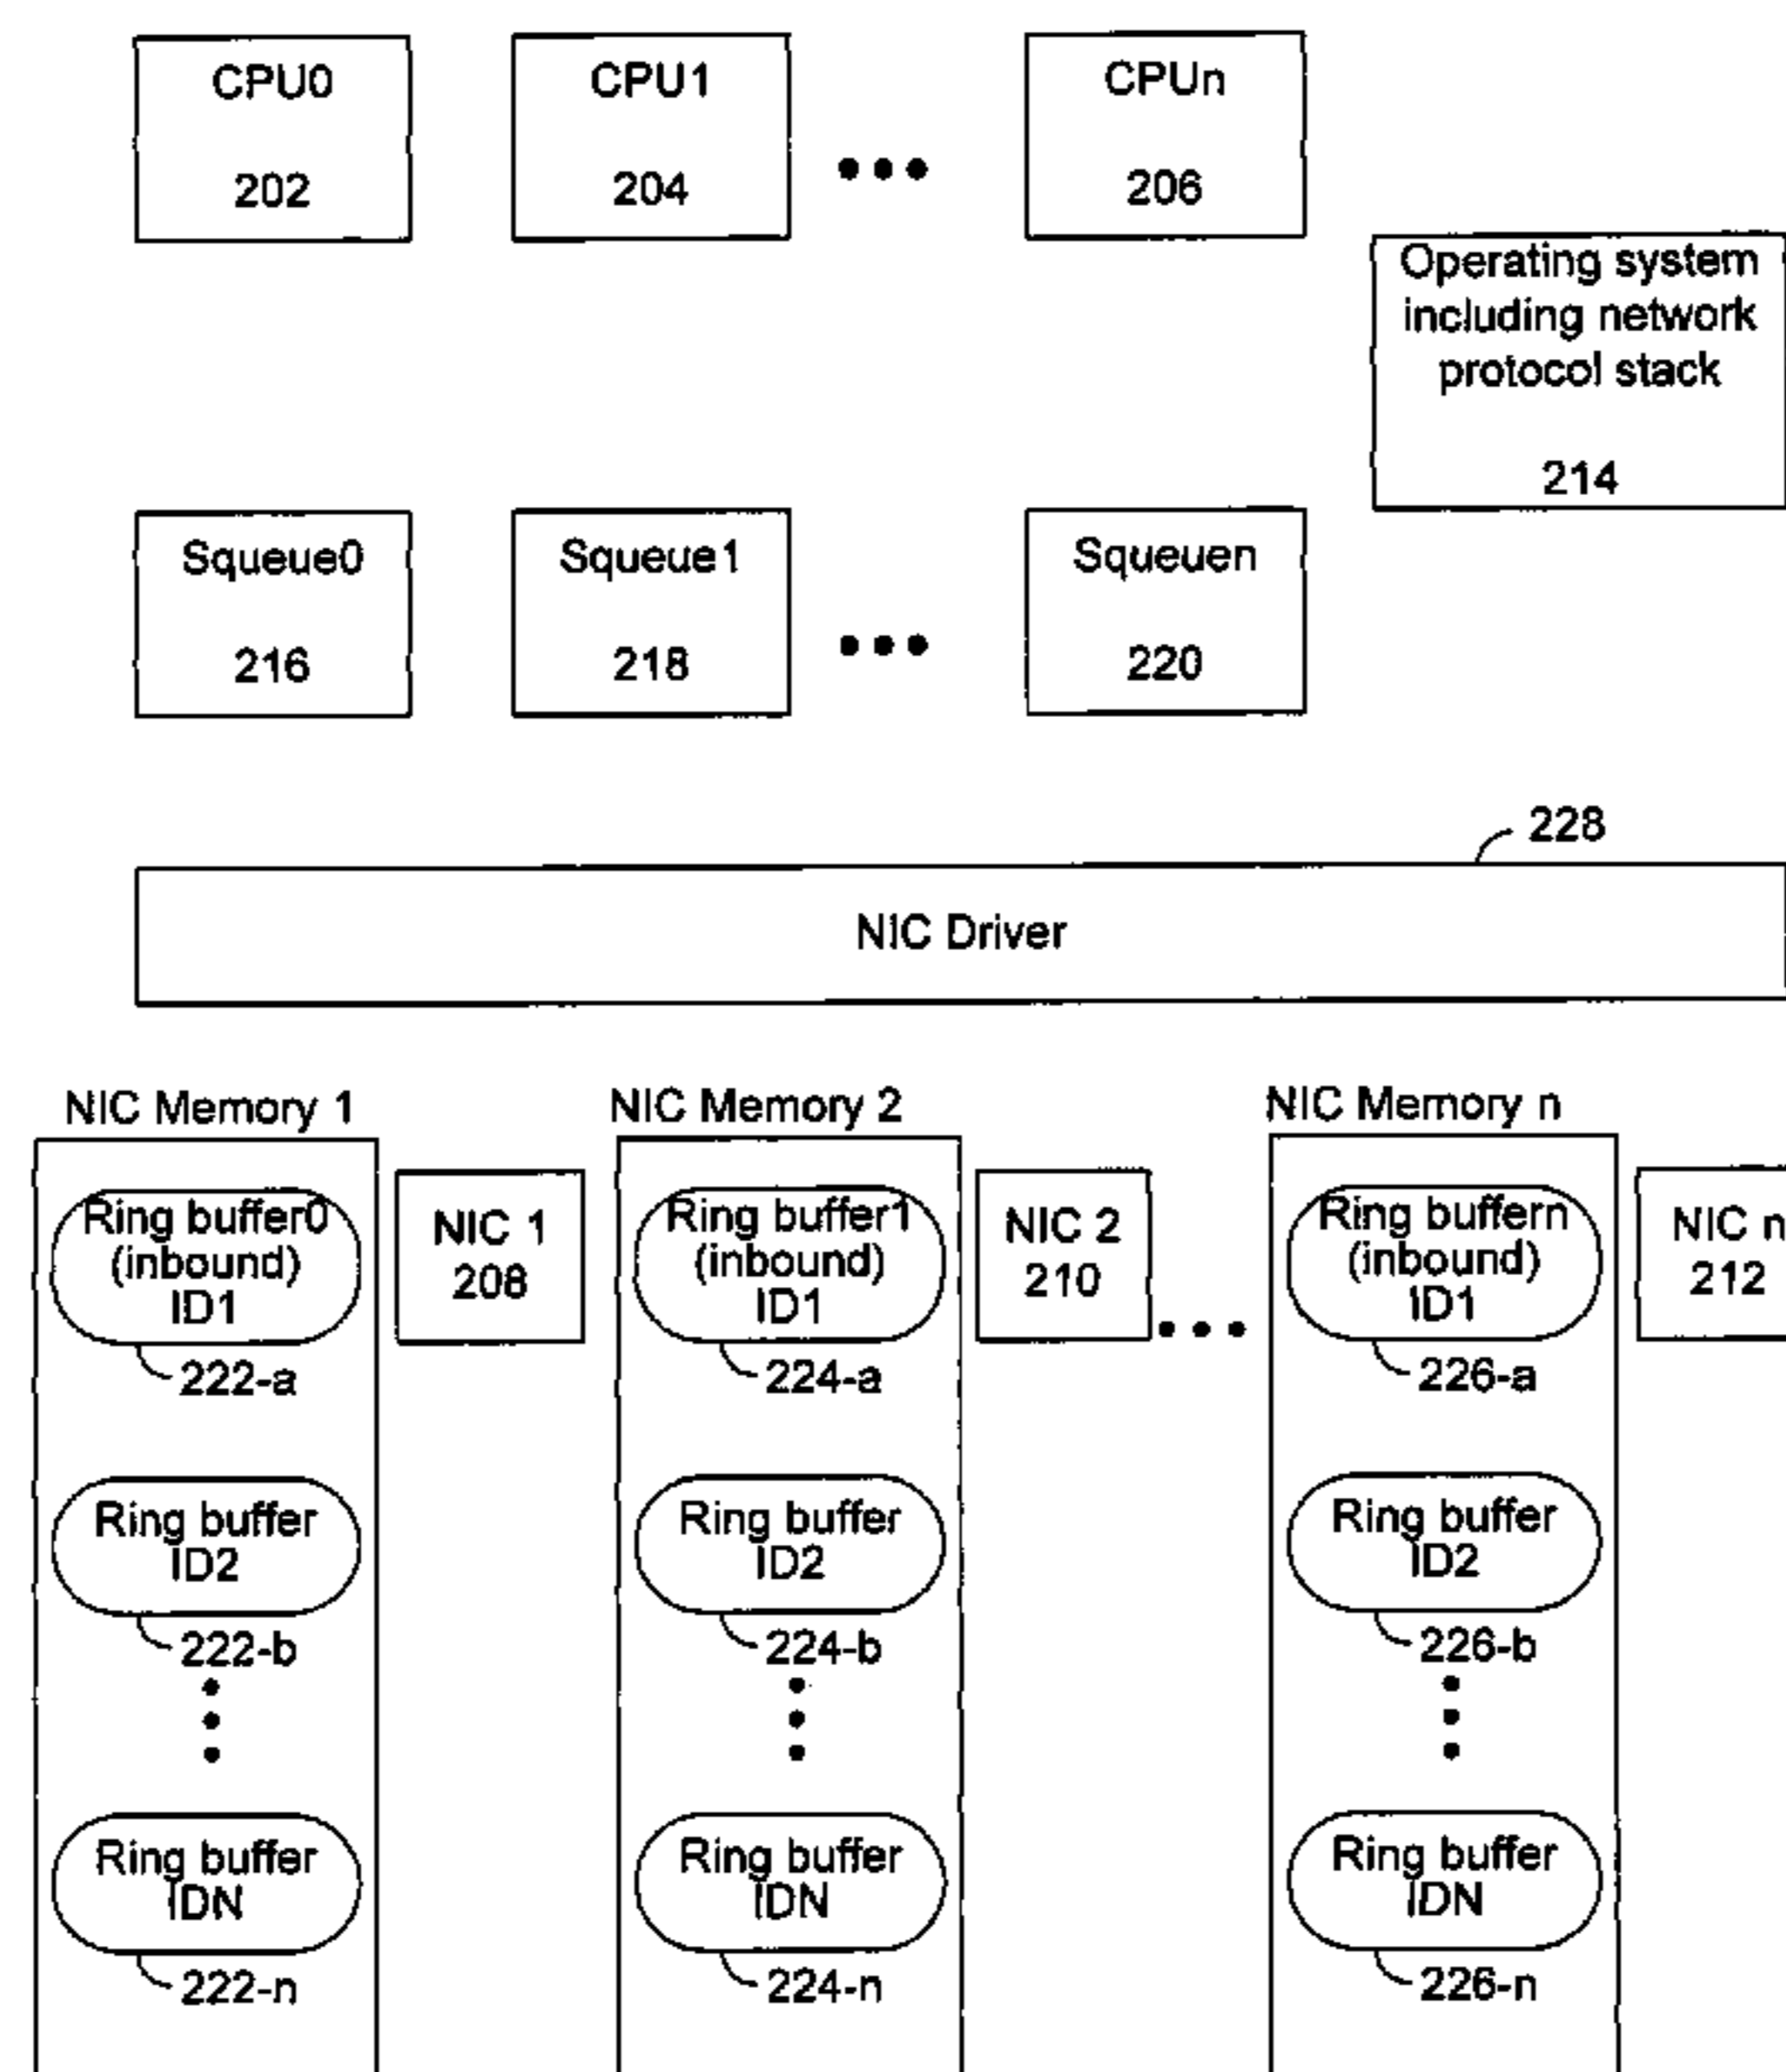 CPU0
202
CPU1
204
CPUn
206
Operating system
including network
protocol stack
214
Squeue0
216
Squeue1
218
Squeuen
220
228
NIC Driver
NIC Memory 1
NIC Memory 2
NIC Memory n
Ring buffer0
(inbound)
ID1
222-a
NIC 1
208
Ring buffer1
(inbound)
ID1
224-a
NIC 2
210
Ring buffern
(inbound)
ID1
226-a
NIC n
212
Ring buffer
ID2
222-b
Ring buffer
ID2
224-b
Ring buffer
ID2
226-b
Ring buffer
IDN
222-n
Ring buffer
IDN
224-n
Ring buffer
IDN
226-n